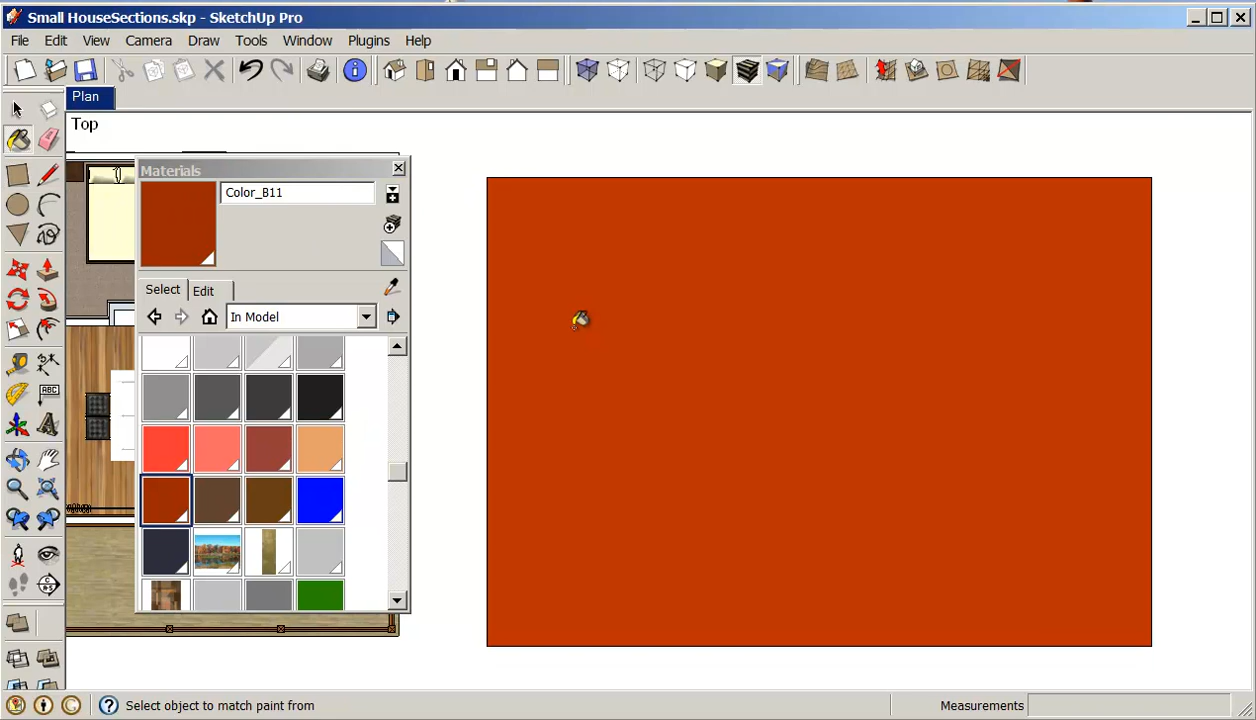 Small HouseSections.skp - SketchUp Pro
File Edit View Camera Draw Tools Window Plugins Help
Plan
Top
Materials
Color_B11
Select Edit
In Model
ABC
Select object to match paint from
Measurements